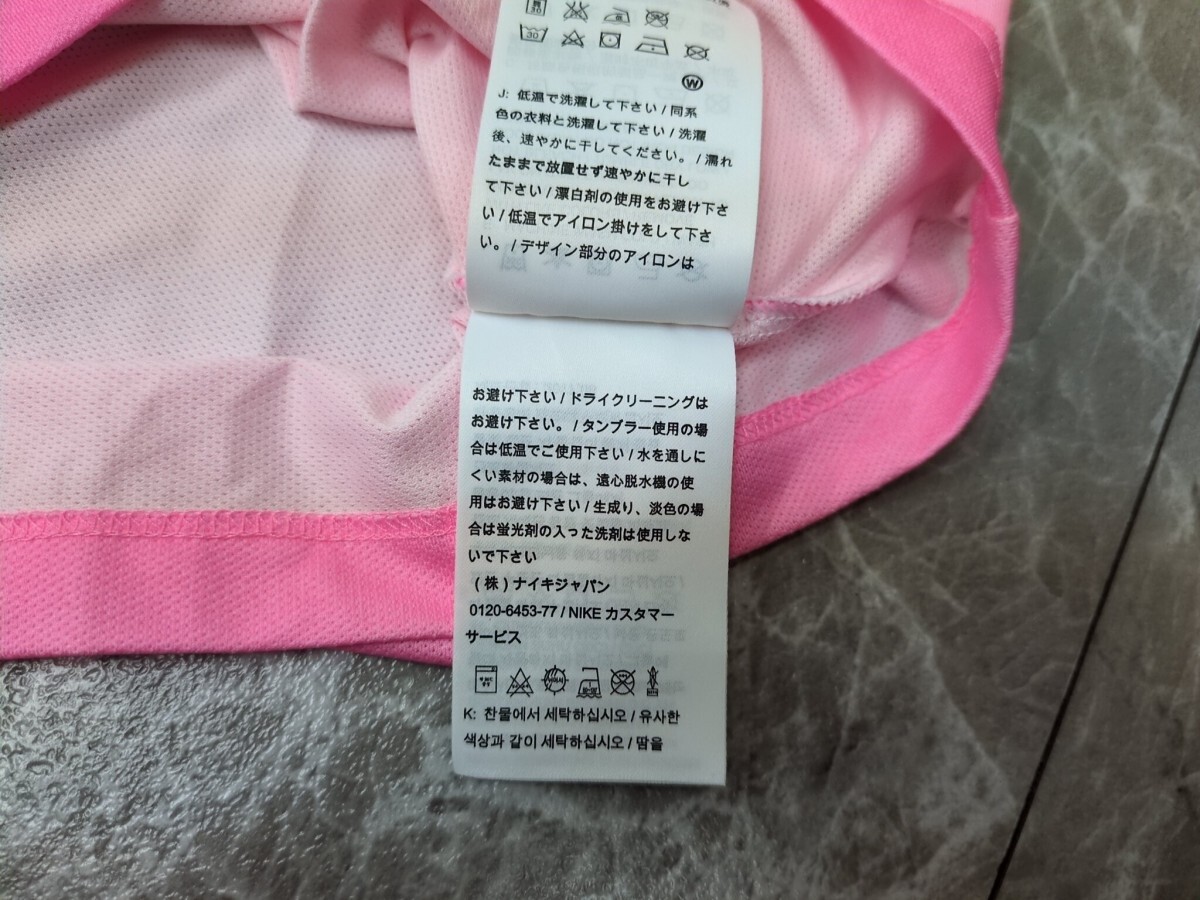 30
W
J: 低温で洗濯して下さい / 同系
色の衣料と洗濯して下さい / 洗濯
後、速やかに干してください。 / 濡れ
たままで放置せず速やかに干し
て下さい / 漂白剤の使用をお避け下さ
い / 低温でアイロン掛けをして下さ
い。 / デザイン部分のアイロンは
お避け下さい / ドライクリーニングは
お避け下さい。 / タンブラー使用の場
合は低温でご使用下さい / 水を通しに
くい素材の場合は、遠心脱水機の使
用はお避け下さい / 生成り、淡色の場
合は蛍光剤の入った洗剤は使用しな
いで下さい
(株) ナイキジャパン
0120-6453-77 / NIKE カスタマー
サービス
K: 찬물에서 세탁하십시오 / 유사한
색상과 같이 세탁하십시오 / 땀을